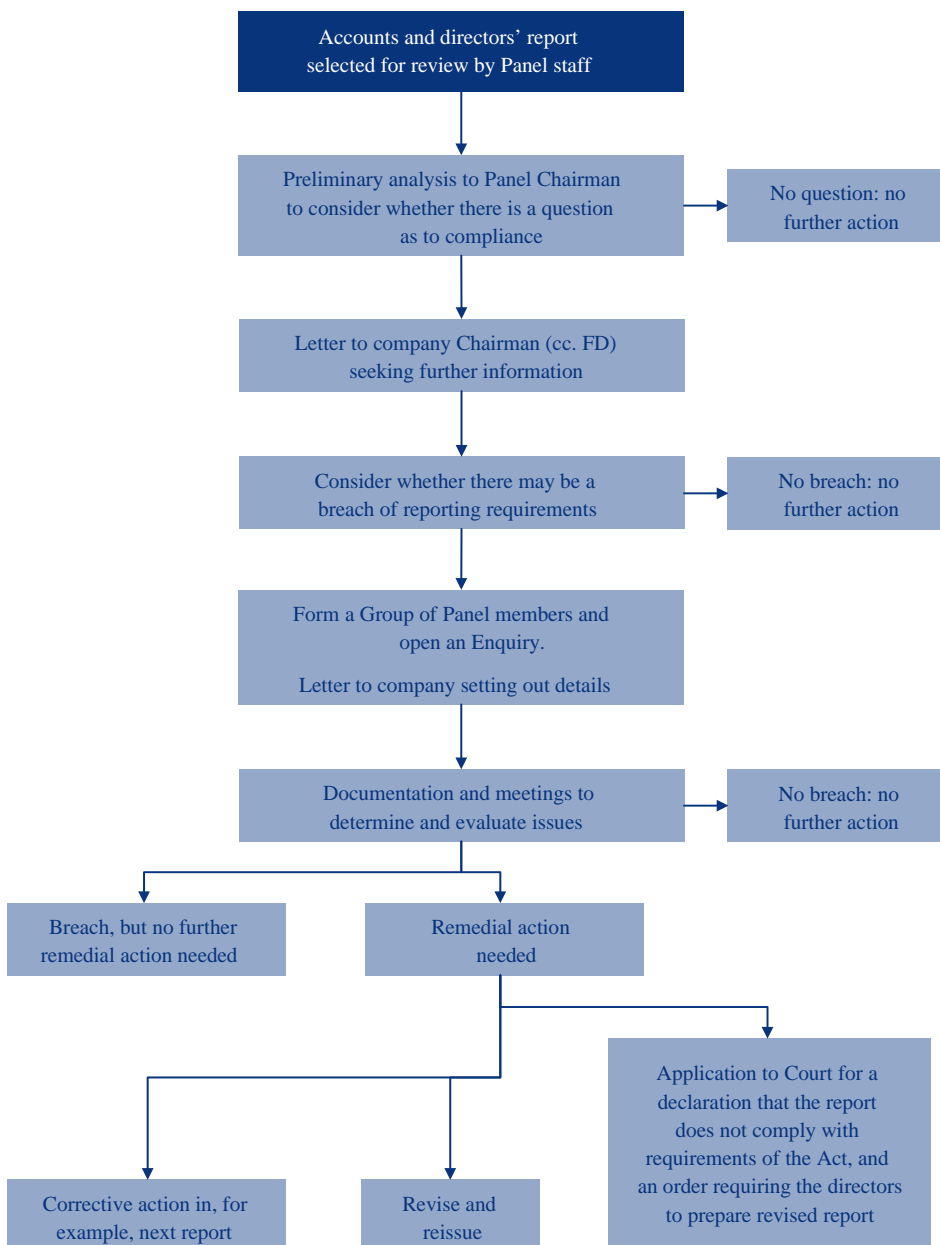 Accounts and directors’ report
selected for review by Panel staff
Preliminary analysis to Panel Chairman
to consider whether there is a question
as to compliance
No question: no
further action
Letter to company Chairman (cc. FD)
seeking further information
Consider whether there may be a
breach of reporting requirements
No breach: no
further action
Form a Group of Panel members and
open an Enquiry.
Letter to company setting out details
Documentation and meetings to
determine and evaluate issues
No breach: no
further action
Breach, but no further
remedial action needed
Remedial action
needed
Corrective action in, for
example, next report
Revise and
reissue
Application to Court for a
declaration that the report
does not comply with
requirements of the Act, and
an order requiring the directors
to prepare revised report